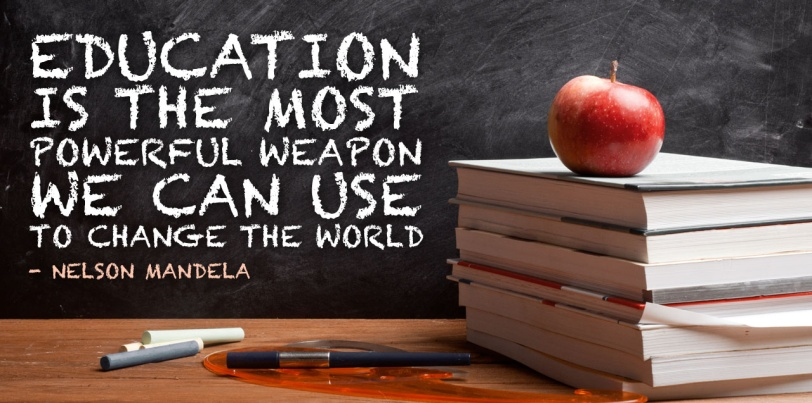 EDUCATION
IS THE MOST
POWERFUL WEAPON
WE CAN USE
TO CHANGE THE WORLD
- NELSON MANDELA